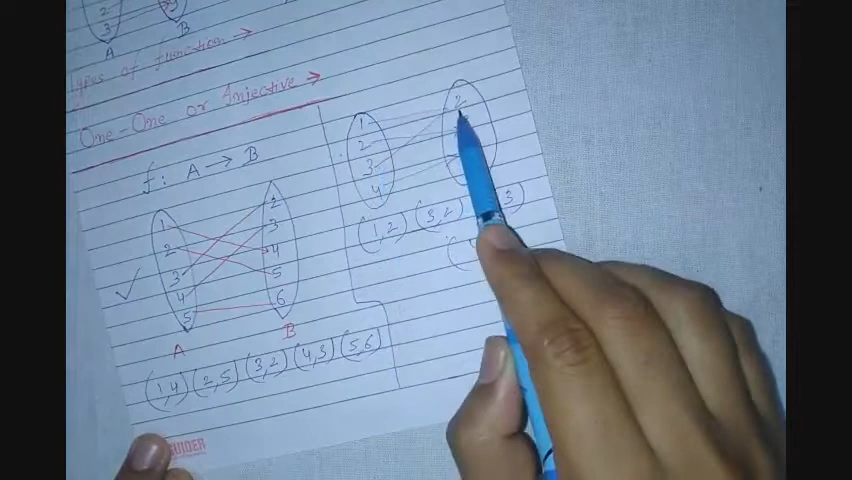 2
3
A
B
Types of function →
One-One or Injective →
f: A → B
1
2
3
4
5
A
2
3
4
5
6
B
(1,4) (2,5) (3,2) (4,3) (5,6)
1
2
3
4
2
(1,2) (3,2) 3)